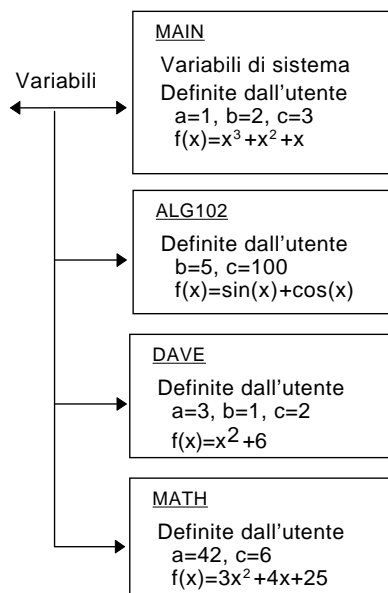 Variabili
MAIN
Variabili di sistema
Definite dall'utente
a=1, b=2, c=3
f(x)=x³+x²+x
ALG102
Definite dall'utente
b=5, c=100
f(x)=sin(x)+cos(x)
DAVE
Definite dall'utente
a=3, b=1, c=2
f(x)=x²+6
MATH
Definite dall'utente
a=42, c=6
f(x)=3x²+4x+25